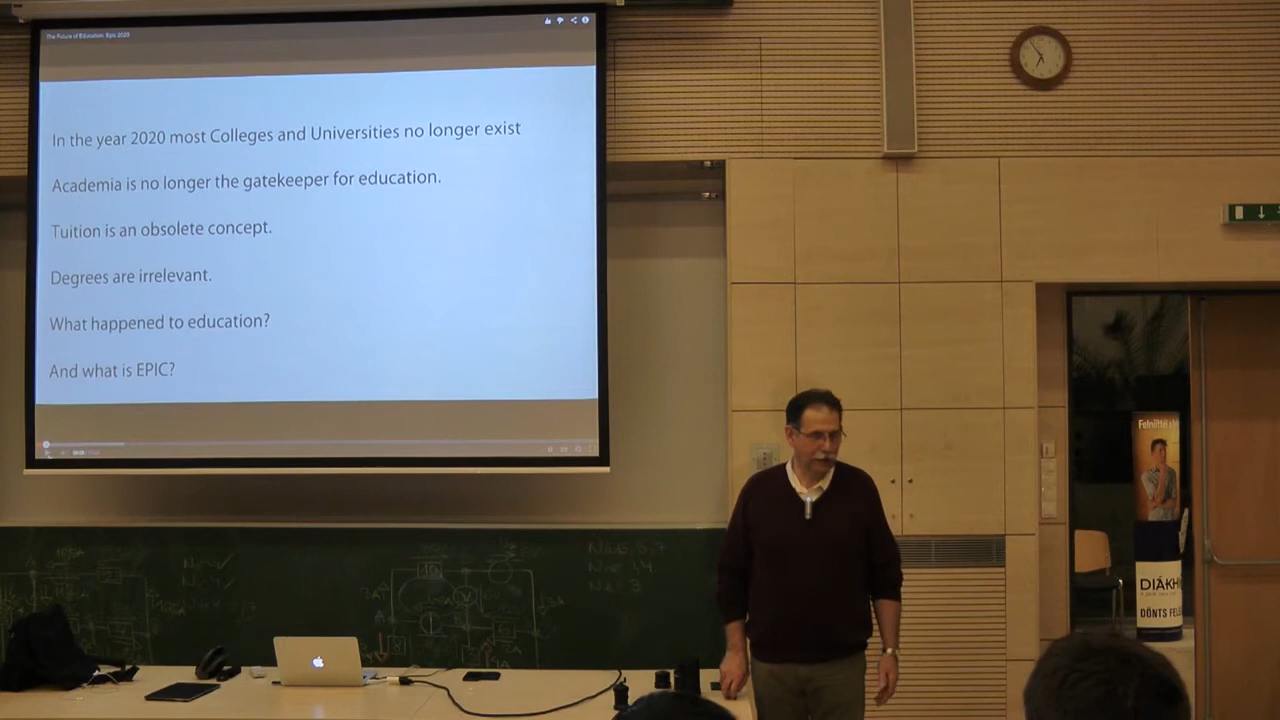 The Future of Education: Epic 2020
In the year 2020 most Colleges and Universities no longer exist
Academia is no longer the gatekeeper for education.
Tuition is an obsolete concept.
Degrees are irrelevant.
What happened to education?
And what is EPIC?